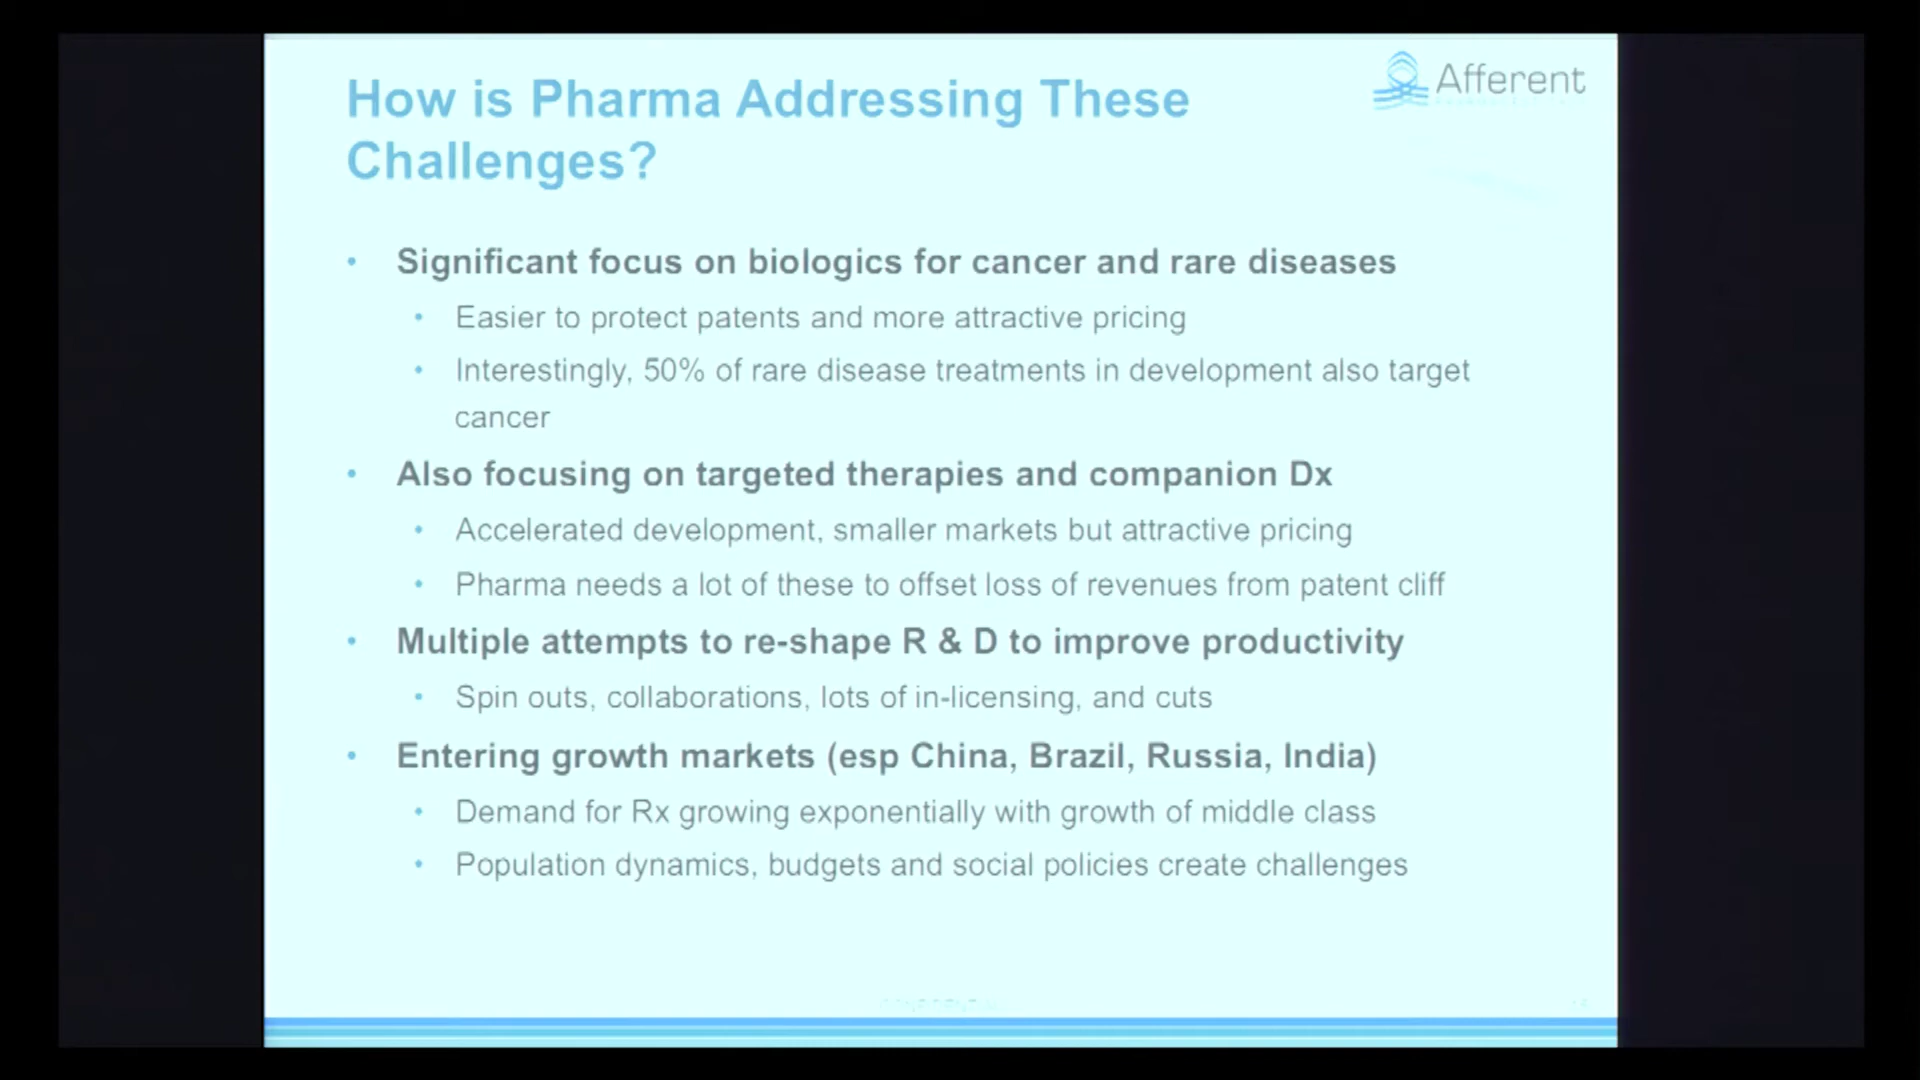 How is Pharma Addressing These
Challenges?
Afferent
• Significant focus on biologics for cancer and rare diseases
• Easier to protect patents and more attractive pricing
• Interestingly, 50% of rare disease treatments in development also target
cancer
• Also focusing on targeted therapies and companion Dx
• Accelerated development, smaller markets but attractive pricing
• Pharma needs a lot of these to offset loss of revenues from patent cliff
• Multiple attempts to re-shape R & D to improve productivity
• Spin outs, collaborations, lots of in-licensing, and cuts
• Entering growth markets (esp China, Brazil, Russia, India)
• Demand for Rx growing exponentially with growth of middle class
• Population dynamics, budgets and social policies create challenges